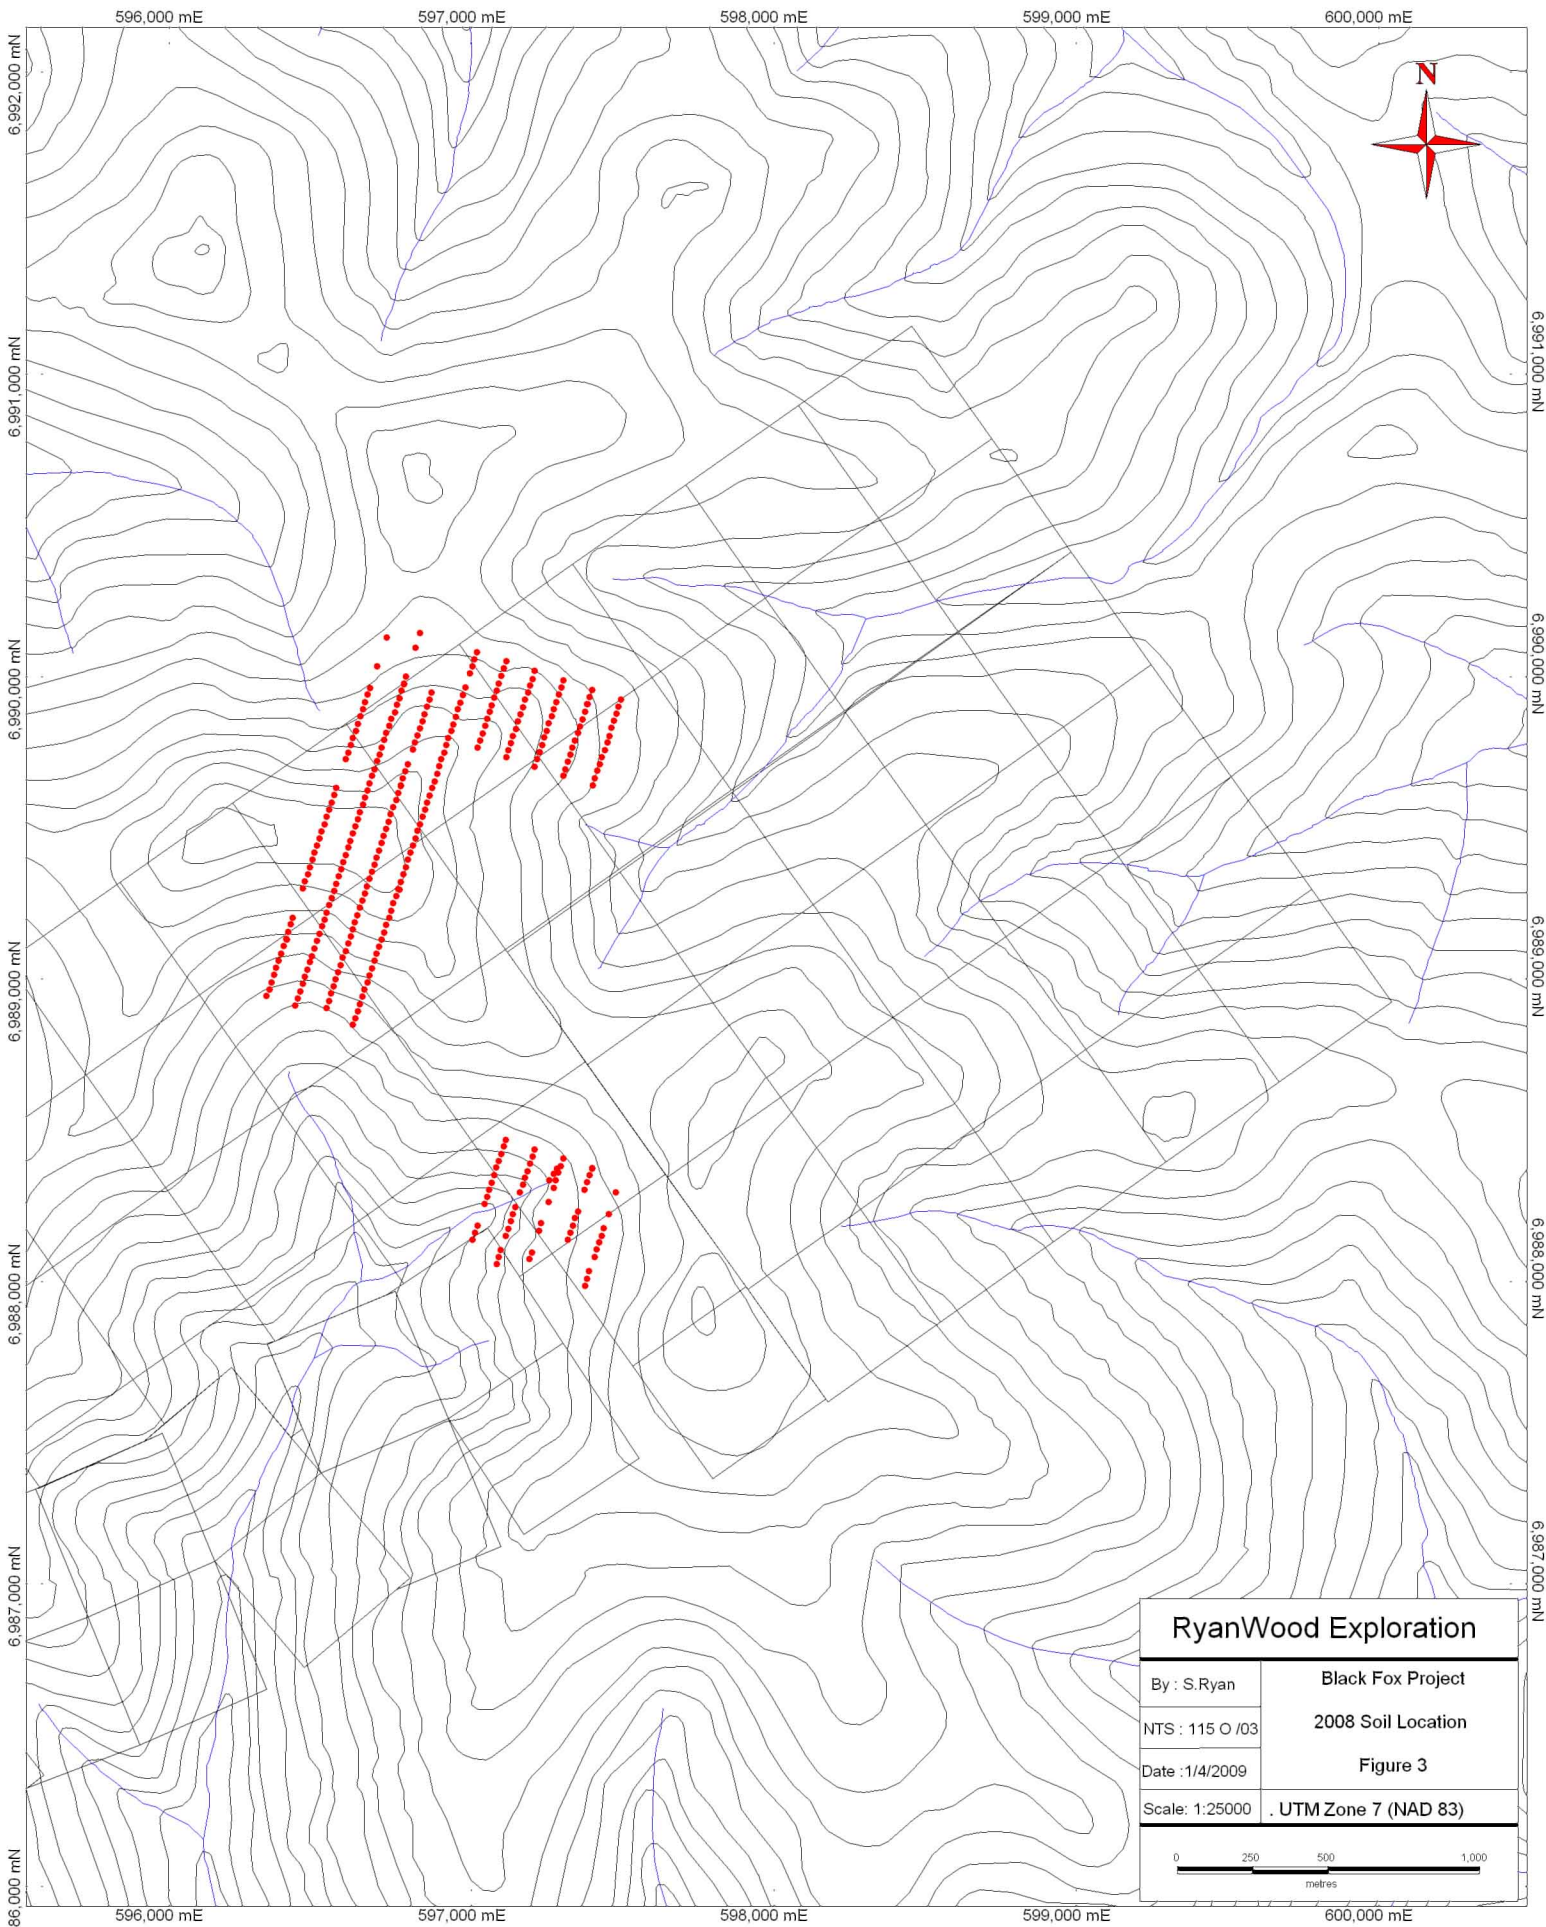 596,000 mE
597,000 mE
598,000 mE
599,000 mE
600,000 mE
N
6,992,000 mN
6,991,000 mN
6,990,000 mN
6,989,000 mN
6,988,000 mN
6,987,000 mN
86,000 mN
6,991,000 mN
6,990,000 mN
6,989,000 mN
6,988,000 mN
6,987,000 mN
RyanWood Exploration
By : S.Ryan
Black Fox Project
NTS : 115 O /03
2008 Soil Location
Date :1/4/2009
Figure 3
Scale: 1:25000
. UTM Zone 7 (NAD 83)
0 250 500 1,000
metres
596,000 mE
597,000 mE
598,000 mE
599,000 mE
600,000 mE